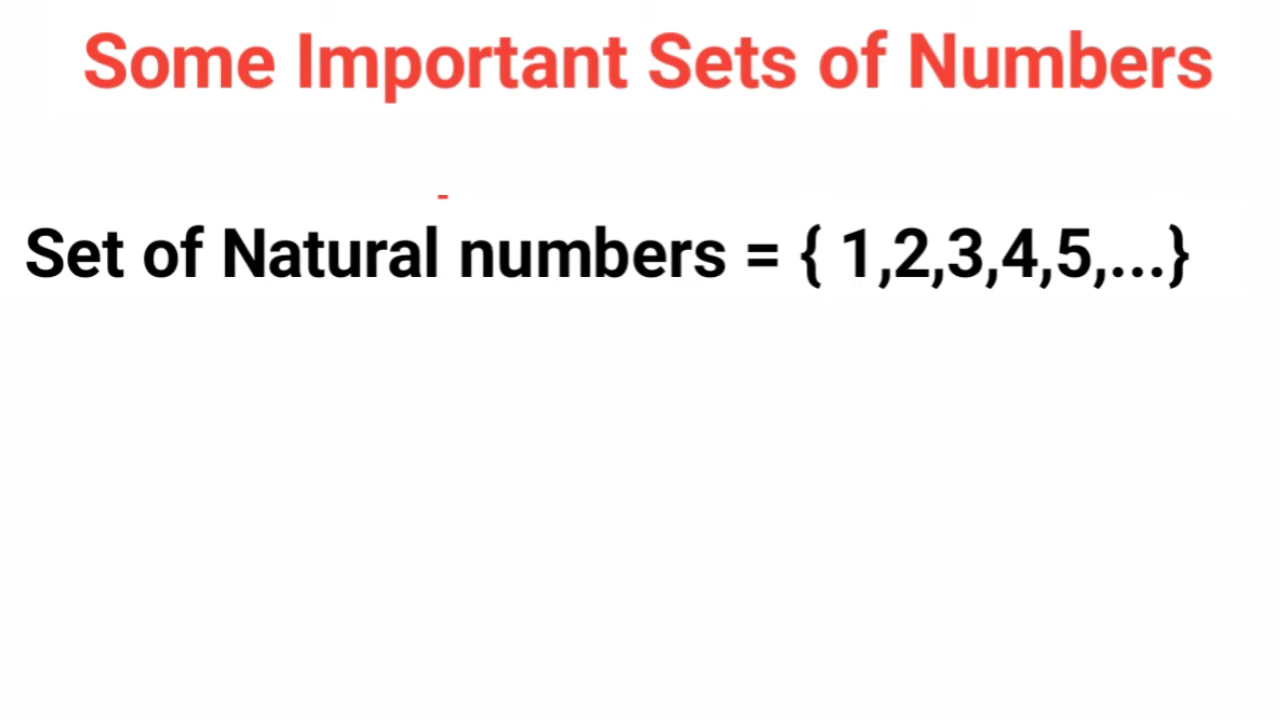 Some Important Sets of Numbers
Set of Natural numbers = { 1,2,3,4,5,...}